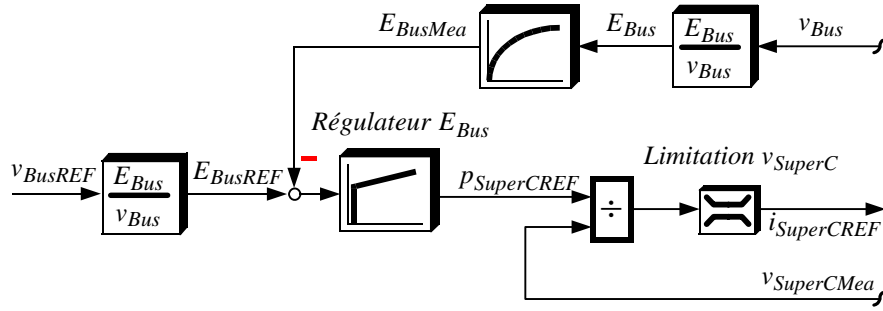 E_BusMea
E_Bus
v_Bus
E_Bus
v_Bus
Régulateur E_Bus
v_BusREF
E_Bus
v_Bus
E_BusREF
p_SuperCREF
÷
Limitation v_SuperC
i_SuperCREF
v_SuperCMea